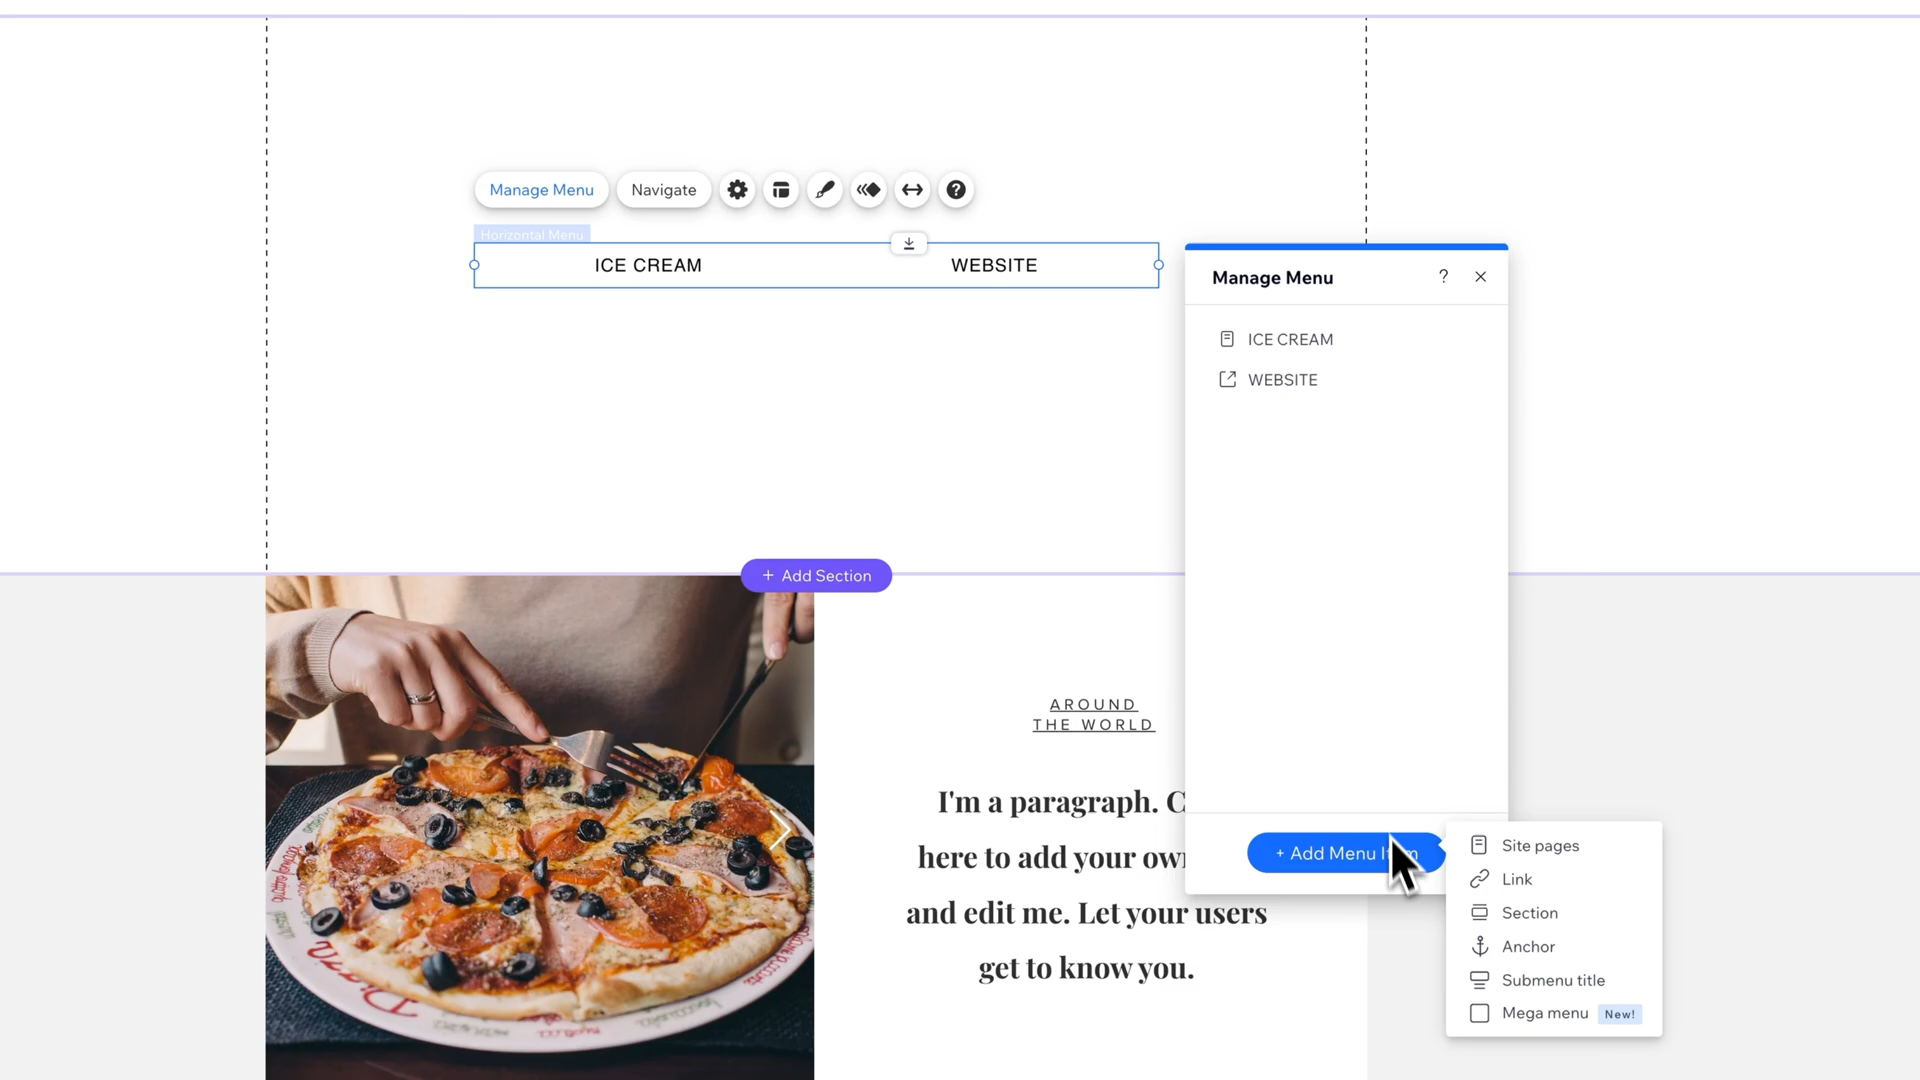 Manage Menu
Navigate
Horizontal Menu
ICE CREAM
WEBSITE
Manage Menu
?
ICE CREAM
WEBSITE
+ Add Section
AROUND
THE WORLD
I'm a paragraph. C
here to add your own
and edit me. Let your users
get to know you.
+ Add Menu Item
Site pages
Link
Section
Anchor
Submenu title
Mega menu New!